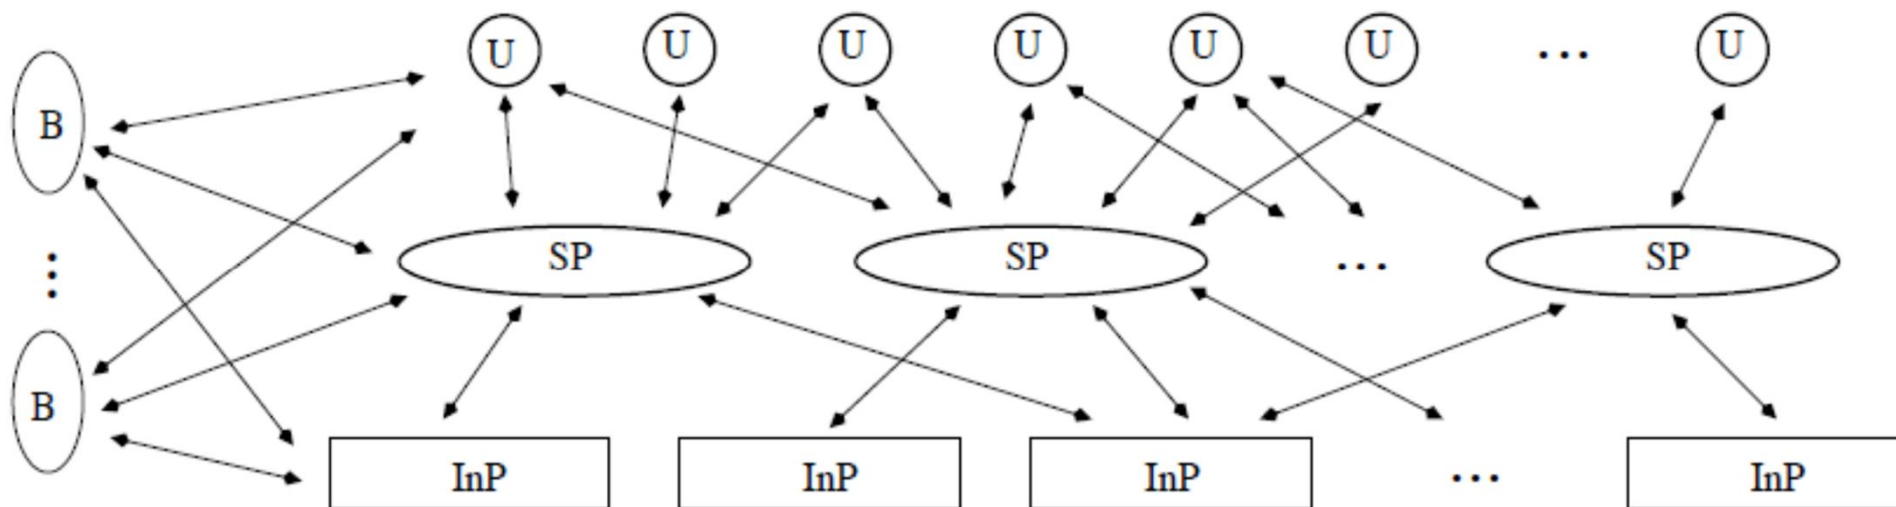 U U U U U U ... U
B
SP SP ... SP
⋮
B
InP InP InP ... InP